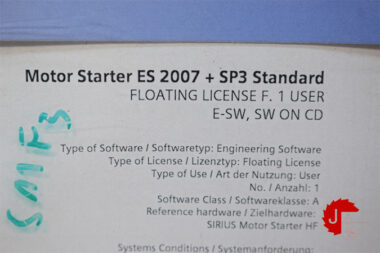 Motor Starter ES 2007 + SP3 Standard
FLOATING LICENSE F. 1 USER
E-SW, SW ON CD
Type of Software / Softwaretyp: Engineering Software
Type of License / Lizenztyp: Floating License
Type of Use / Art der Nutzung: User
No. / Anzahl: 1
Software Class / Softwareklasse: A
Reference hardware / Zielhardware:
SIRIUS Motor Starter HF
Systems Conditions / Systemanforderung:
J